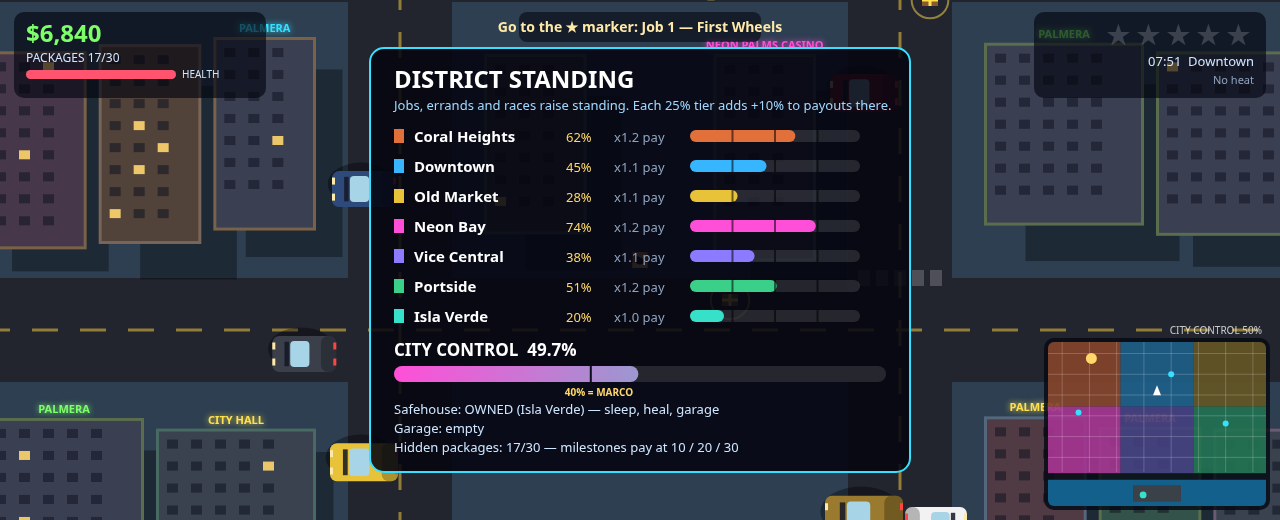 $6,840
PACKAGES 17/30
HEALTH
PALMERA
Go to the ★ marker: Job 1 — First Wheels
NEON PALMS CASINO
PALMERA
★★★★★
07:51 Downtown
No heat
DISTRICT STANDING
Jobs, errands and races raise standing. Each 25% tier adds +10% to payouts there.
Coral Heights 62% x1.2 pay
Downtown 45% x1.1 pay
Old Market 28% x1.1 pay
Neon Bay 74% x1.2 pay
Vice Central 38% x1.1 pay
Portside 51% x1.2 pay
Isla Verde 20% x1.0 pay
CITY CONTROL 49.7%
40% = MARCO
Safehouse: OWNED (Isla Verde) — sleep, heal, garage
Garage: empty
Hidden packages: 17/30 — milestones pay at 10 / 20 / 30
CITY CONTROL 50%
PALMERA
CITY HALL